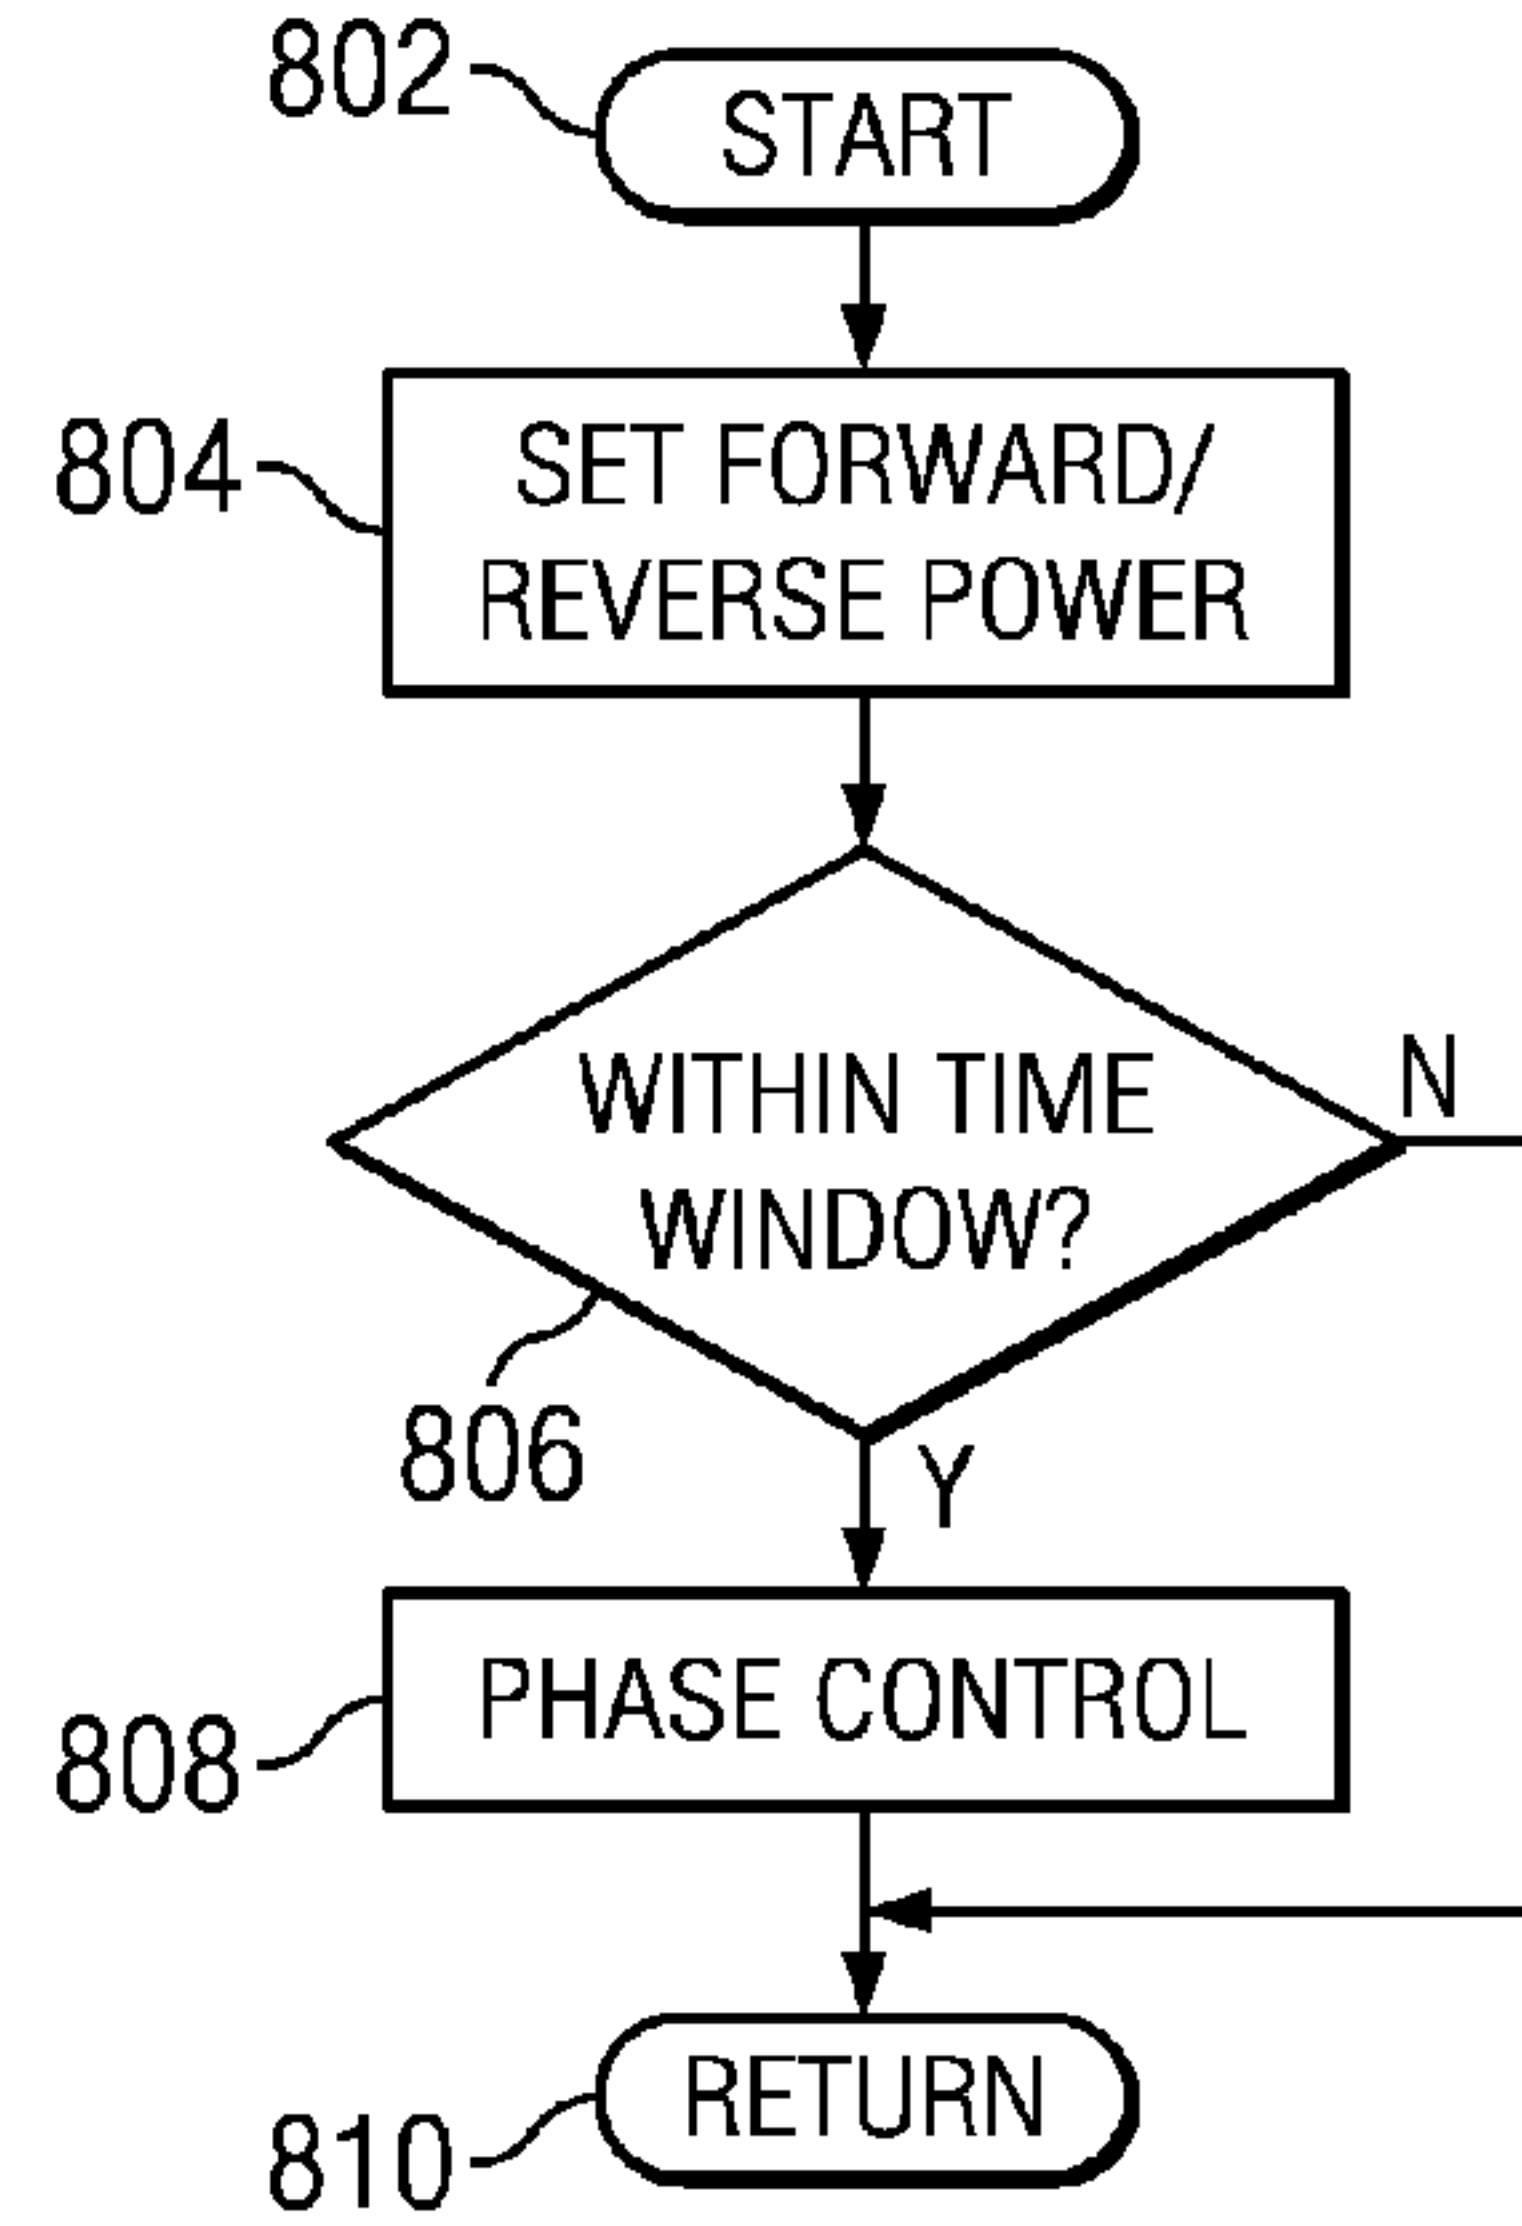 802
START
804
SET FORWARD/
REVERSE POWER
WITHIN TIME
WINDOW?
N
806
Y
PHASE CONTROL
808
RETURN
810